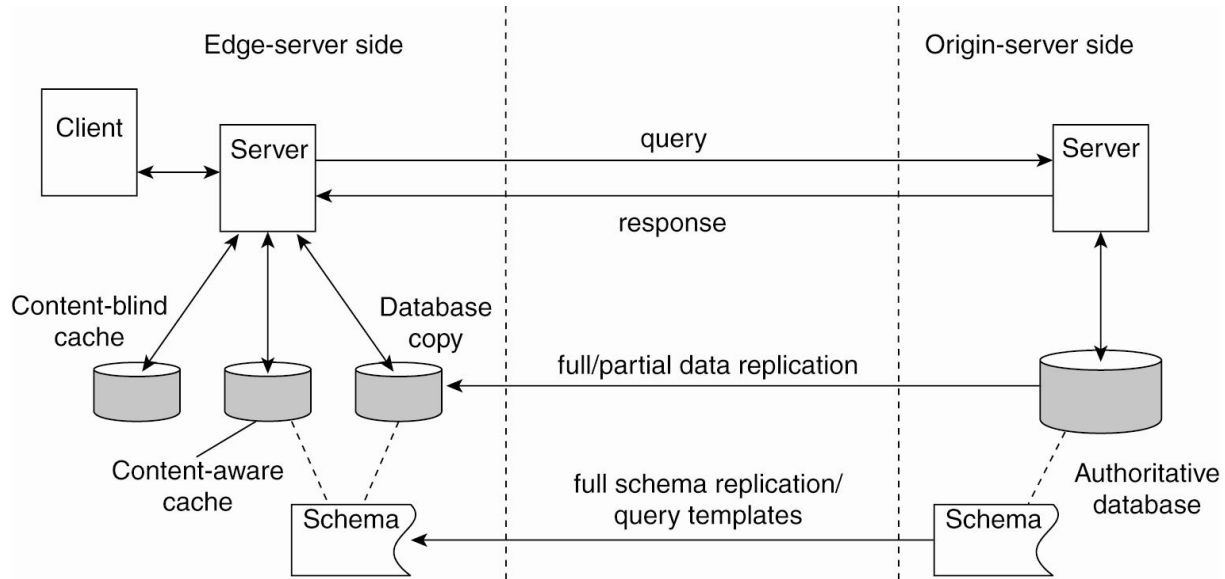 Edge-server side
Origin-server side
Client
Server
query
Server
response
Content-blind
cache
Database
copy
full/partial data replication
Content-aware
cache
full schema replication/
query templates
Authoritative
database
Schema
Schema